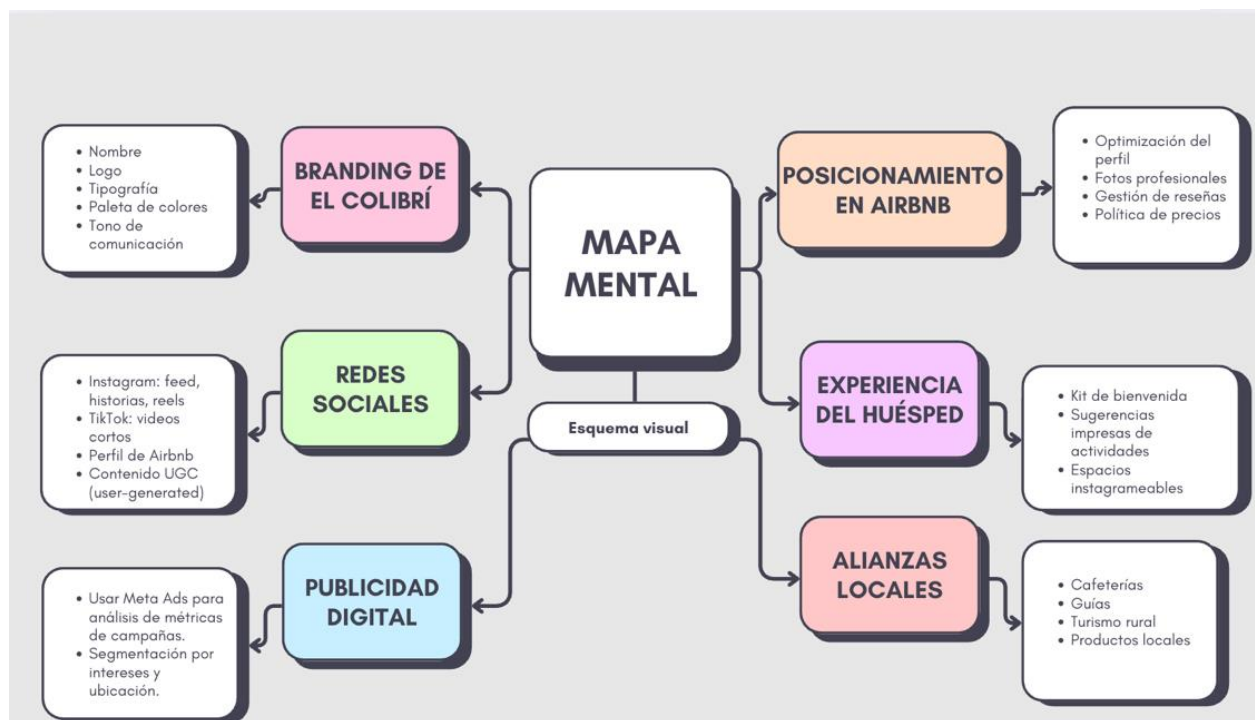 MAPA
MENTAL
Esquema visual
BRANDING DE
EL COLIBRÍ
• Nombre
• Logo
• Tipografía
• Paleta de colores
• Tono de
comunicación
REDES
SOCIALES
• Instagram: feed,
historias, reels
• TikTok: videos
cortos
• Perfil de Airbnb
• Contenido UGC
(user-generated)
PUBLICIDAD
DIGITAL
• Usar Meta Ads para
análisis de métricas
de campañas.
• Segmentación por
intereses y
ubicación.
POSICIONAMIENTO
EN AIRBNB
• Optimización del
perfil
• Fotos profesionales
• Gestión de reseñas
• Política de precios
EXPERIENCIA
DEL HUÉSPED
• Kit de bienvenida
• Sugerencias
impresas de
actividades
• Espacios
instagrameables
ALIANZAS
LOCALES
• Cafeterías
• Guías
• Turismo rural
• Productos locales